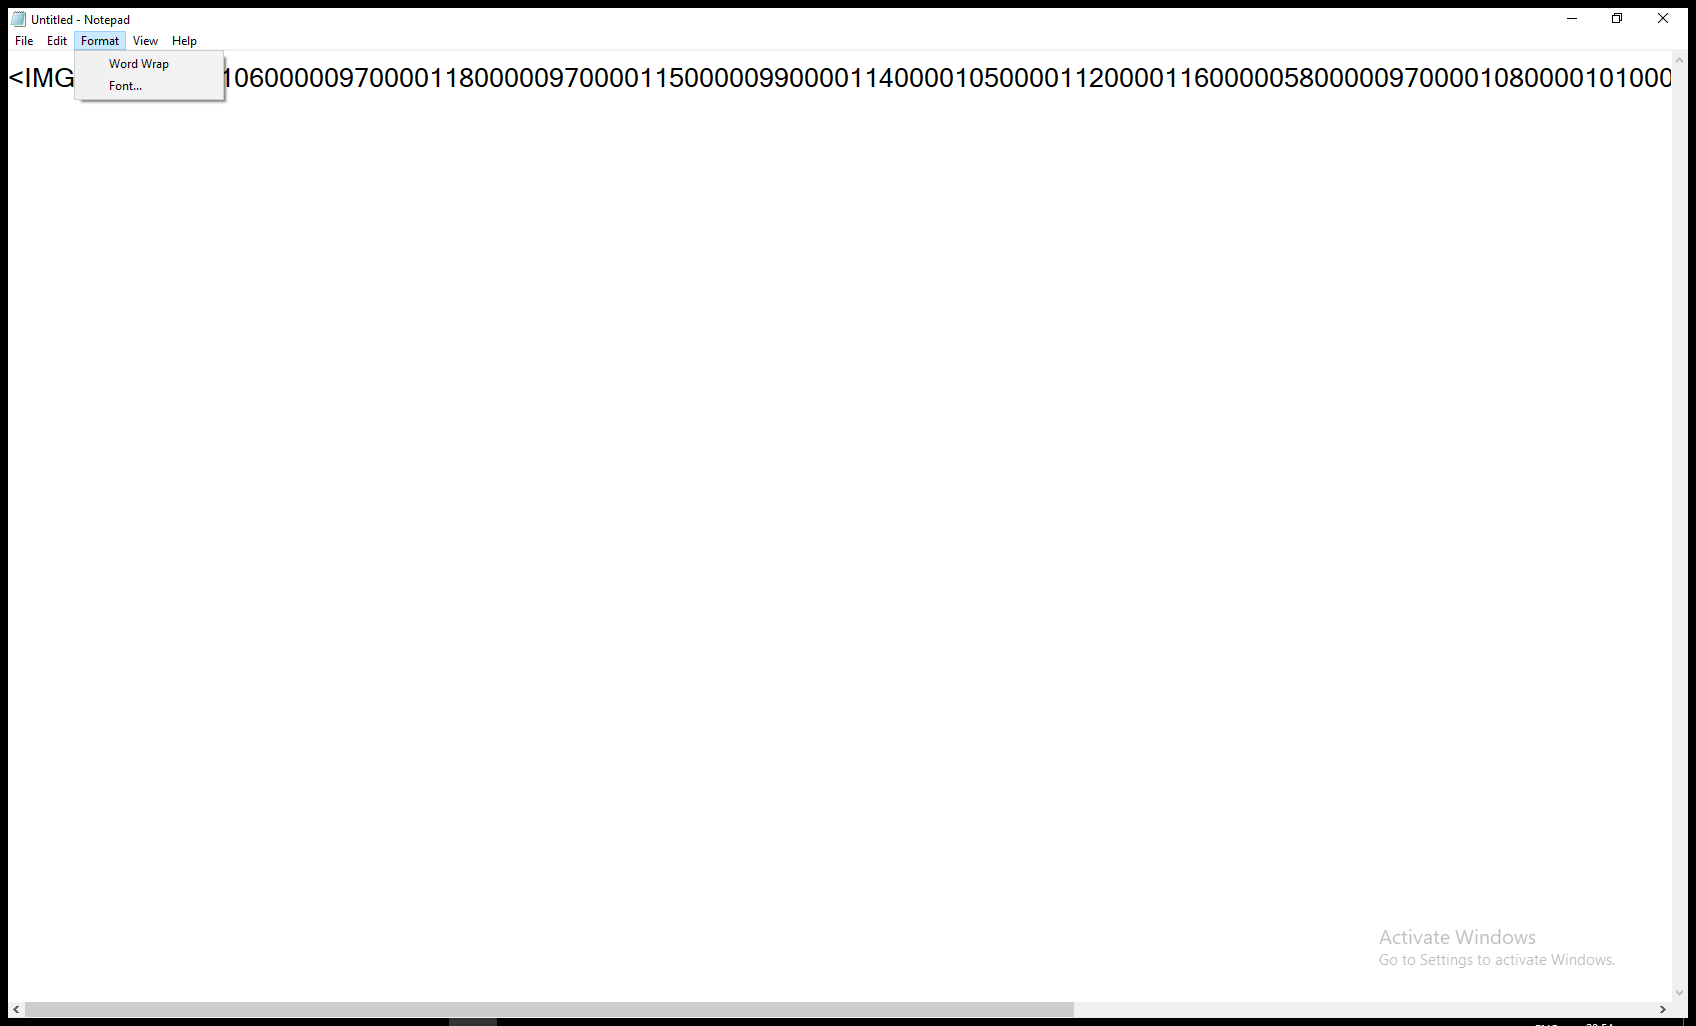 Untitled - Notepad
File Edit Format View Help
Word Wrap
Font...
<IMG 1060000097000011800000970000115000009900001140000105000011200001160000058000009700001080000101000
Activate Windows
Go to Settings to activate Windows.